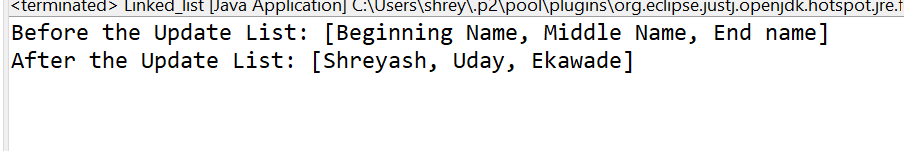 <terminated> Linked_list [Java Application] C:\Users\shrey\.p2\pool\plugins\org.eclipse.justj.openjdk.hotspot.jre.f
Before the Update List: [Beginning Name, Middle Name, End name]
After the Update List: [Shreyash, Uday, Ekawade]